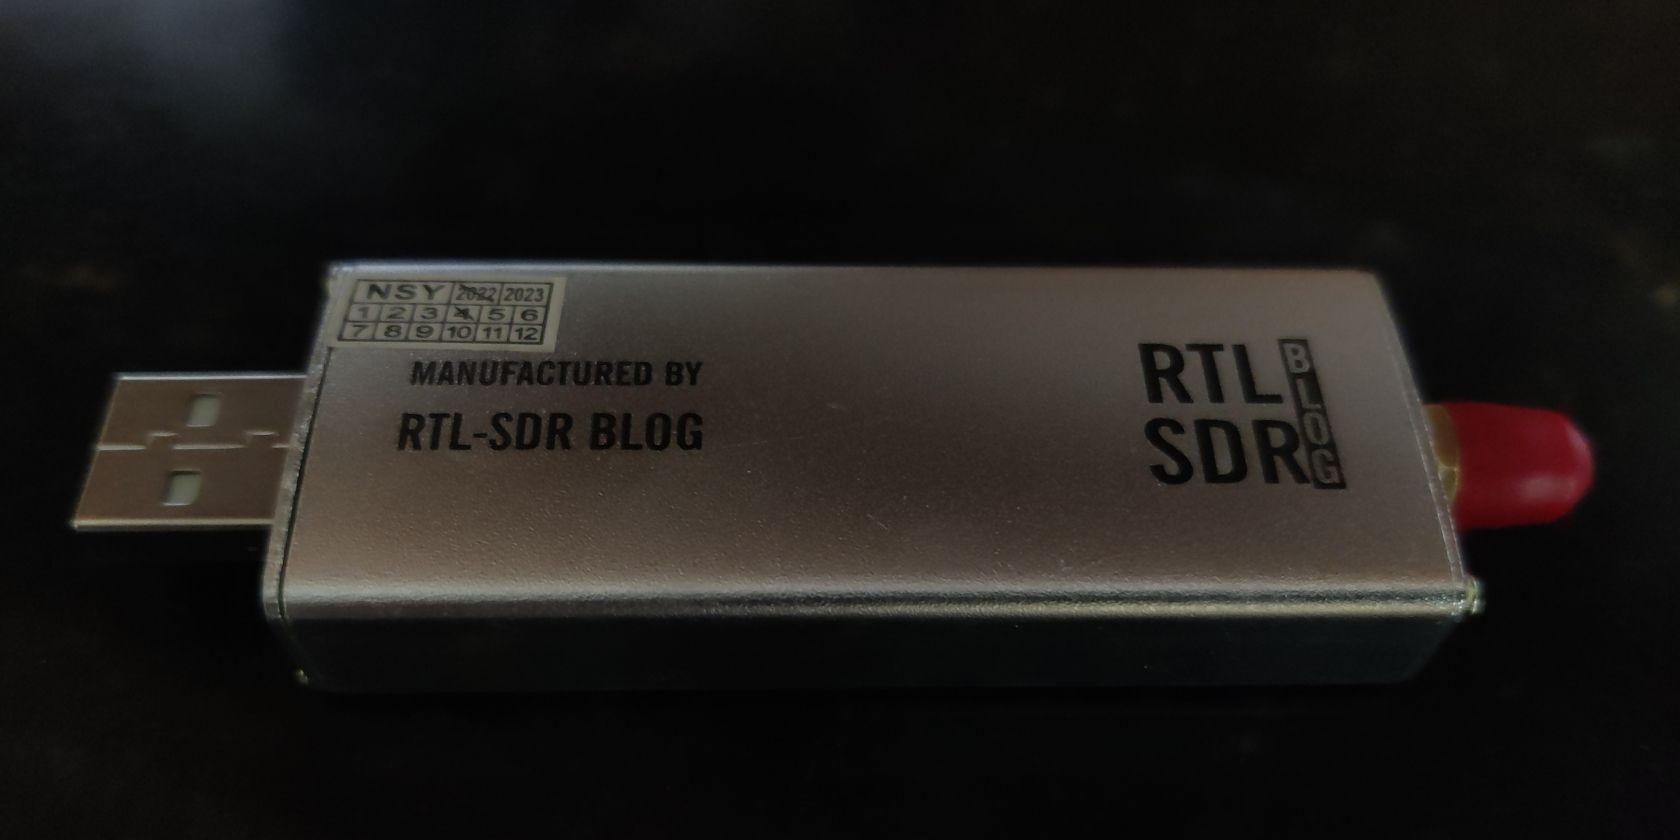 NSY 2022 2023
1 2 3 4 5 6
7 8 9 10 11 12
MANUFACTURED BY
RTL-SDR BLOG
RTL
SDR
BLOG